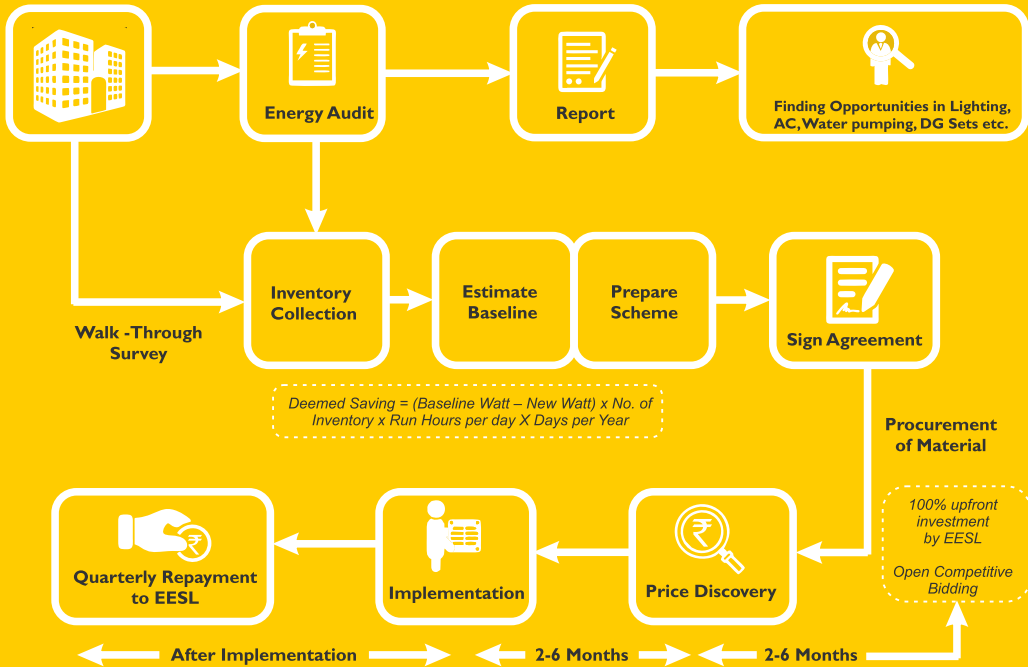 Energy Audit
Report
Finding Opportunities in Lighting,
AC, Water pumping, DG Sets etc.
Walk -Through
Survey
Inventory
Collection
Estimate
Baseline
Prepare
Scheme
Sign Agreement
Deemed Saving = (Baseline Watt – New Watt) x No. of
Inventory x Run Hours per day X Days per Year
Procurement
of Material
100% upfront
investment
by EESL
Open Competitive
Bidding
₹
Quarterly Repayment
to EESL
Implementation
₹
Price Discovery
After Implementation
2-6 Months
2-6 Months